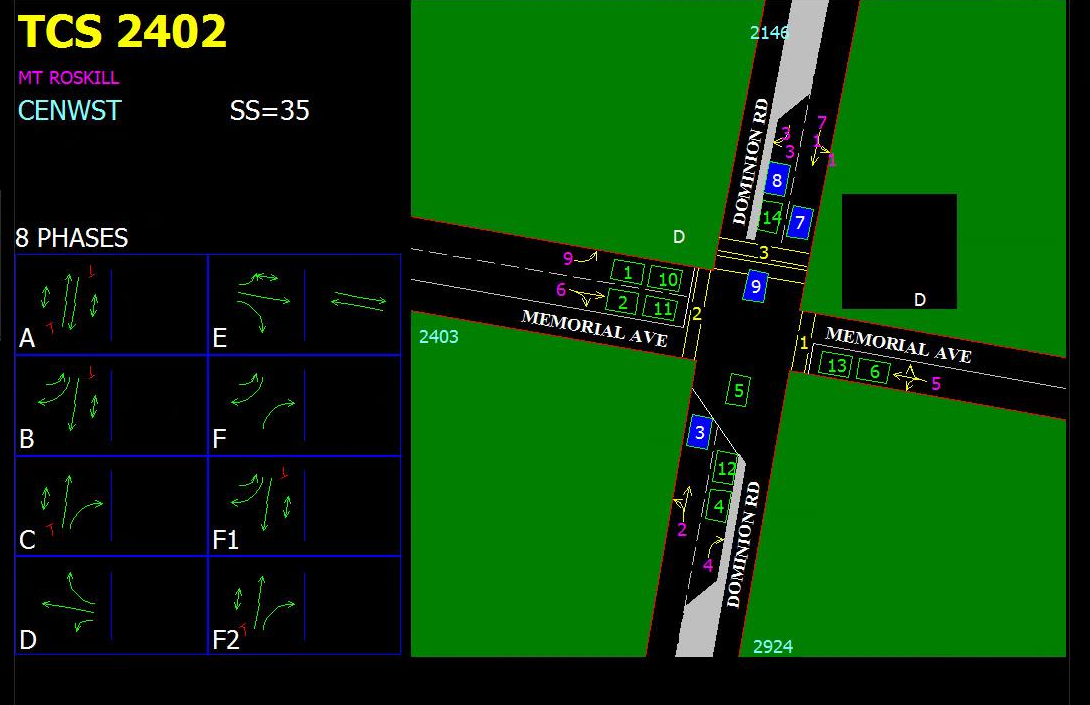 TCS 2402
MT ROSKILL
CENWST
SS=35
8 PHASES
A
E
B
F
C
F1
D
F2
2146
DOMINION RD
3
3
7
1
1
8
14
7
D
3
9
9
1
10
6
2
11
2
MEMORIAL AVE
2403
D
1
MEMORIAL AVE
13
6
5
5
3
12
4
2
4
DOMINION RD
2924